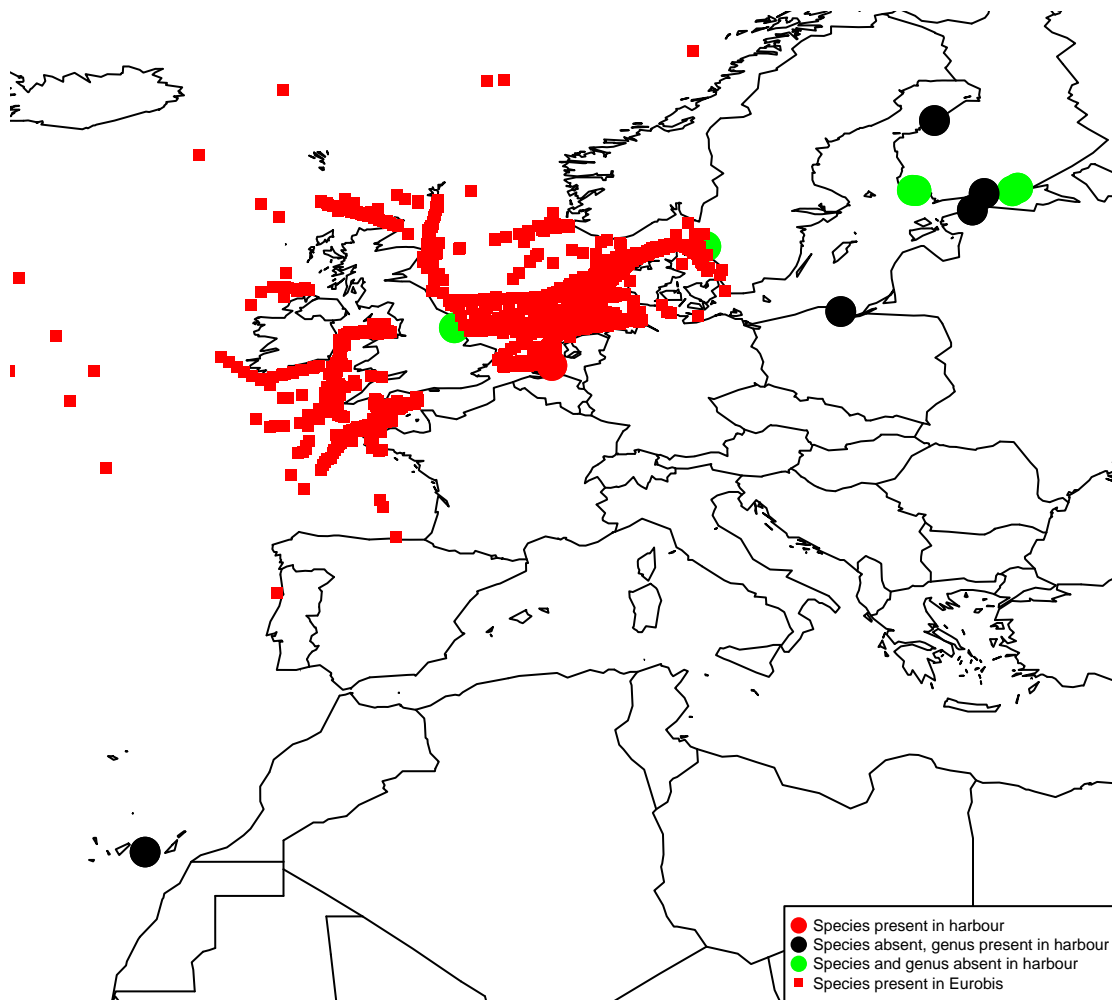 Species present in harbour
Species absent, genus present in harbour
Species and genus absent in harbour
Species present in Eurobis